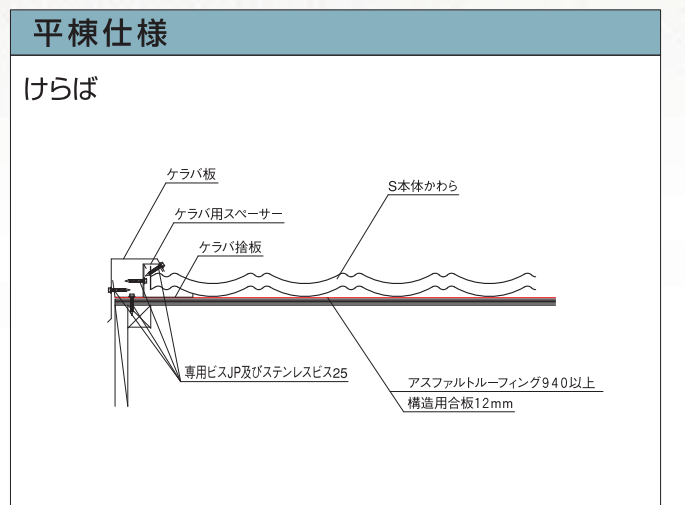 平棟仕様
けらば
ケラバ板
S本体かわら
ケラバ用スペーサー
ケラバ捨板
専用ビスJP及びステンレスビス25
アスファルトルーフィング940以上
構造用合板12mm